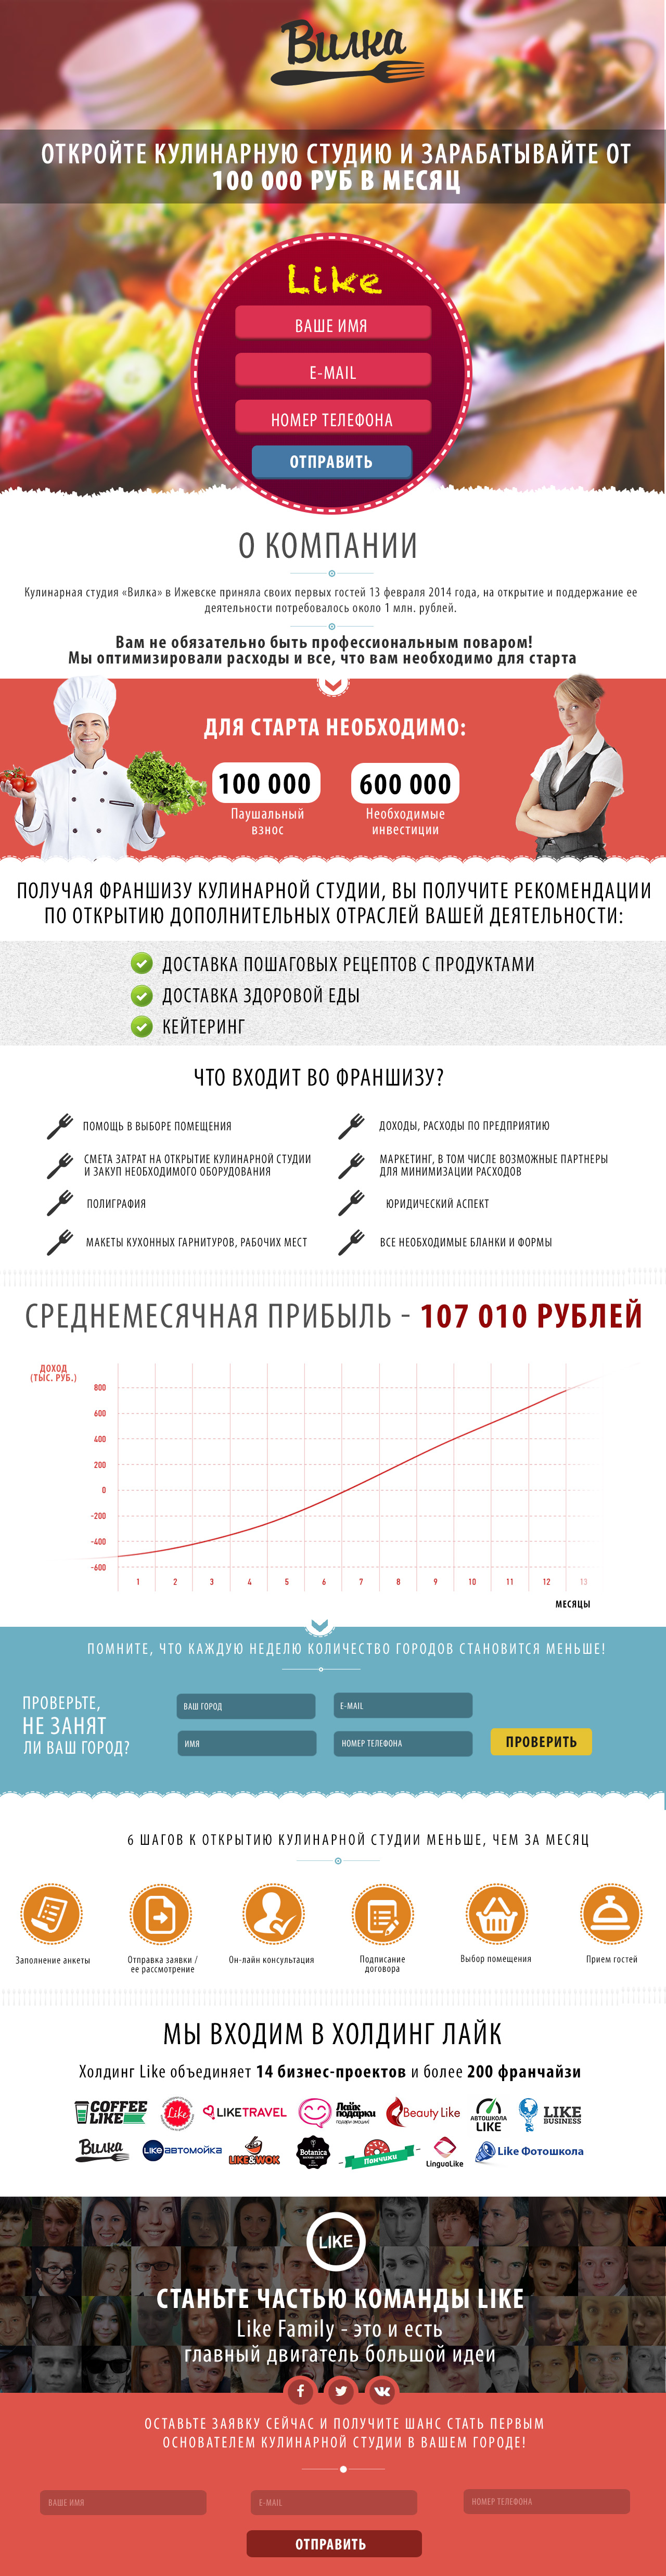 Вилка
ОТКРОЙТЕ КУЛИНАРНУЮ СТУДИЮ И ЗАРАБАТЫВАЙТЕ ОТ
100 000 РУБ В МЕСЯЦ
Like
ВАШЕ ИМЯ
E-MAIL
НОМЕР ТЕЛЕФОНА
ОТПРАВИТЬ
О КОМПАНИИ
Кулинарная студия «Вилка» в Ижевске приняла своих первых гостей 13 февраля 2014 года, на открытие и поддержание ее
деятельности потребовалось около 1 млн. рублей.
Вам не обязательно быть профессиональным поваром!
Мы оптимизировали расходы и все, что вам необходимо для старта
ДЛЯ СТАРТА НЕОБХОДИМО:
100 000
600 000
Паушальный
взнос
Необходимые
инвестиции
ПОЛУЧАЯ ФРАНШИЗУ КУЛИНАРНОЙ СТУДИИ, ВЫ ПОЛУЧИТЕ РЕКОМЕНДАЦИИ
ПО ОТКРЫТИЮ ДОПОЛНИТЕЛЬНЫХ ОТРАСЛЕЙ ВАШЕЙ ДЕЯТЕЛЬНОСТИ:
ДОСТАВКА ПОШАГОВЫХ РЕЦЕПТОВ С ПРОДУКТАМИ
ДОСТАВКА ЗДОРОВОЙ ЕДЫ
КЕЙТЕРИНГ
ЧТО ВХОДИТ ВО ФРАНШИЗУ?
ПОМОЩЬ В ВЫБОРЕ ПОМЕЩЕНИЯ
СМЕТА ЗАТРАТ НА ОТКРЫТИЕ КУЛИНАРНОЙ СТУДИИ
И ЗАКУП НЕОБХОДИМОГО ОБОРУДОВАНИЯ
ПОЛИГРАФИЯ
МАКЕТЫ КУХОННЫХ ГАРНИТУРОВ, РАБОЧИХ МЕСТ
ДОХОДЫ, РАСХОДЫ ПО ПРЕДПРИЯТИЮ
МАРКЕТИНГ, В ТОМ ЧИСЛЕ ВОЗМОЖНЫЕ ПАРТНЕРЫ
ДЛЯ МИНИМИЗАЦИИ РАСХОДОВ
ЮРИДИЧЕСКИЙ АСПЕКТ
ВСЕ НЕОБХОДИМЫЕ БЛАНКИ И ФОРМЫ
СРЕДНЕМЕСЯЧНАЯ ПРИБЫЛЬ - 107 010 РУБЛЕЙ
ДОХОД
(ТЫС. РУБ.)
800
600
400
200
0
-200
-400
-600
1 2 3 4 5 6 7 8 9 10 11 12 13
МЕСЯЦЫ
ПОМНИТЕ, ЧТО КАЖДУЮ НЕДЕЛЮ КОЛИЧЕСТВО ГОРОДОВ СТАНОВИТСЯ МЕНЬШЕ!
ПРОВЕРЬТЕ,
НЕ ЗАНЯТ
ЛИ ВАШ ГОРОД?
ВАШ ГОРОД
E-MAIL
ИМЯ
НОМЕР ТЕЛЕФОНА
ПРОВЕРИТЬ
6 ШАГОВ К ОТКРЫТИЮ КУЛИНАРНОЙ СТУДИИ МЕНЬШЕ, ЧЕМ ЗА МЕСЯЦ
Заполнение анкеты
Отправка заявки /
ее рассмотрение
Он-лайн консультация
Подписание
договора
Выбор помещения
Прием гостей
МЫ ВХОДИМ В ХОЛДИНГ ЛАЙК
Холдинг Like объединяет 14 бизнес-проектов и более 200 франчайзи
COFFEE
LIKE
Like
LIKETRAVEL
Лайк
подарки
Beauty Like
АВТОШКОЛА
LIKE
LIKE
BUSINESS
Вилка
LIKE автомойка
LIKE&WOK
Botanica
Пончики
LinguaLike
Like Фотошкола
LIKE
СТАНЬТЕ ЧАСТЬЮ КОМАНДЫ LIKE
Like Family - это и есть
главный двигатель большой идеи
ОСТАВЬТЕ ЗАЯВКУ СЕЙЧАС И ПОЛУЧИТЕ ШАНС СТАТЬ ПЕРВЫМ
ОСНОВАТЕЛЕМ КУЛИНАРНОЙ СТУДИИ В ВАШЕМ ГОРОДЕ!
ВАШЕ ИМЯ
E-MAIL
НОМЕР ТЕЛЕФОНА
ОТПРАВИТЬ